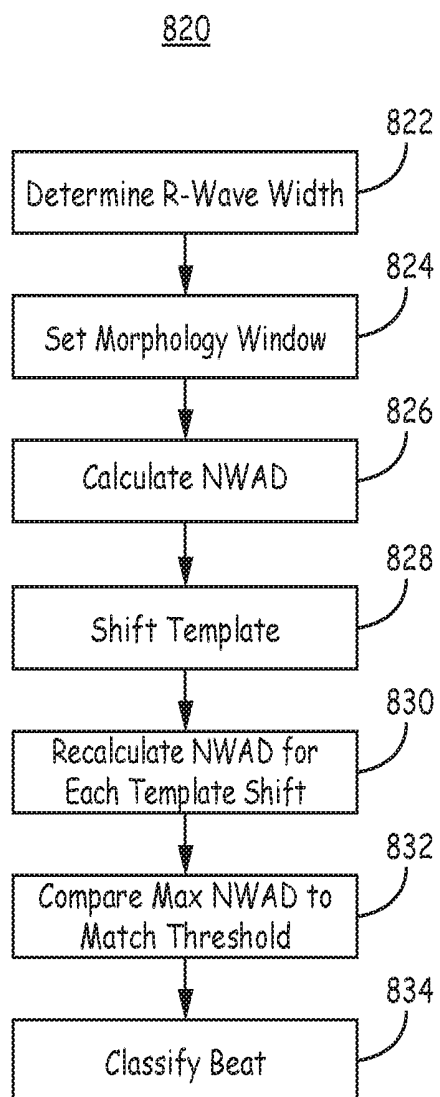 820
822
Determine R-Wave Width
824
Set Morphology Window
826
Calculate NWAD
828
Shift Template
830
Recalculate NWAD for
Each Template Shift
832
Compare Max NWAD to
Match Threshold
834
Classify Beat